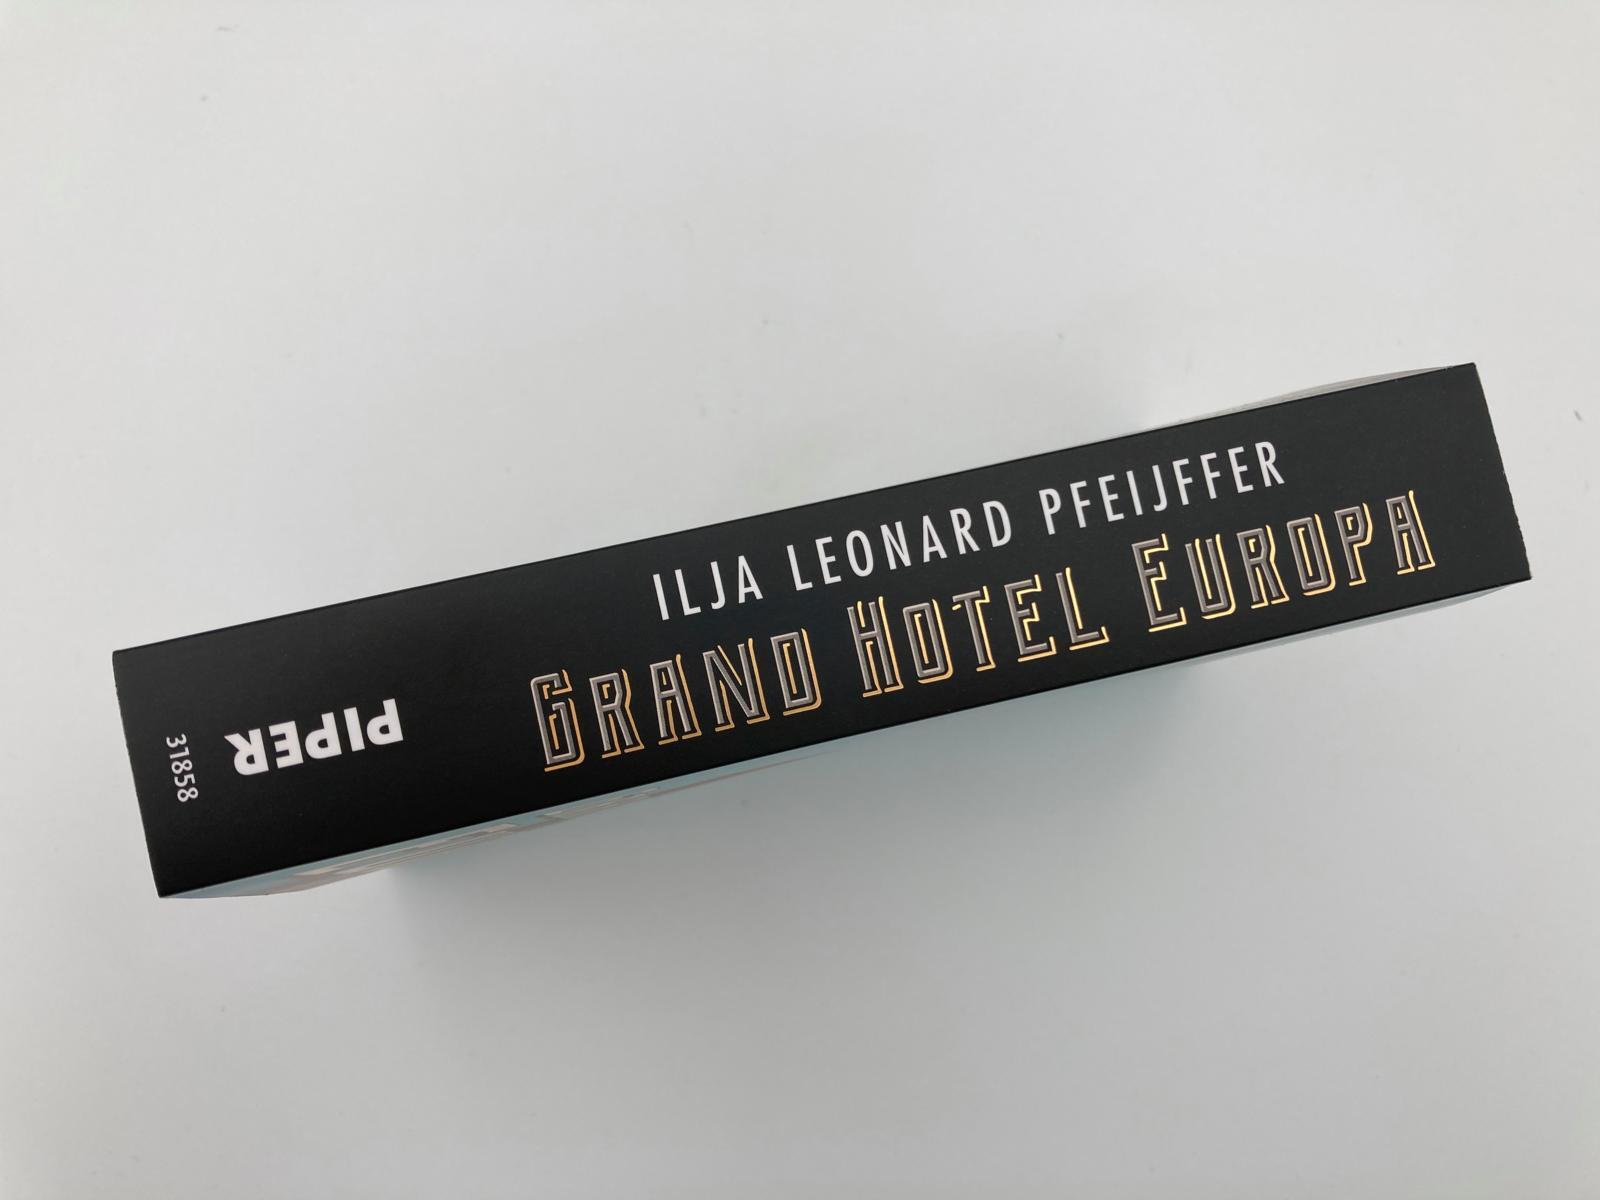 ILJA LEONARD PFEIJFFER
GRAND HOTEL EUROPA
PIPER
31858